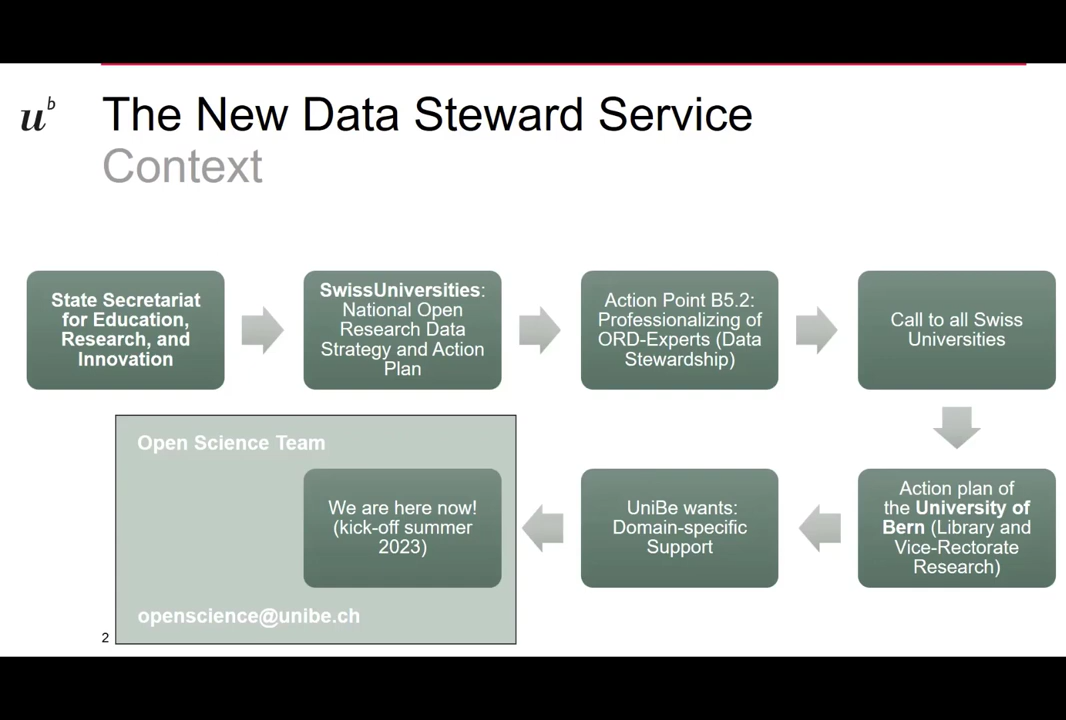 u^b
The New Data Steward Service
Context
State Secretariat
for Education,
Research, and
Innovation
SwissUniversities:
National Open
Research Data
Strategy and Action
Plan
Action Point B5.2:
Professionalizing of
ORD-Experts (Data
Stewardship)
Call to all Swiss
Universities
Action plan of
the University of
Bern (Library and
Vice-Rectorate
Research)
UniBe wants:
Domain-specific
Support
Open Science Team
We are here now!
(kick-off summer
2023)
openscience@unibe.ch
2